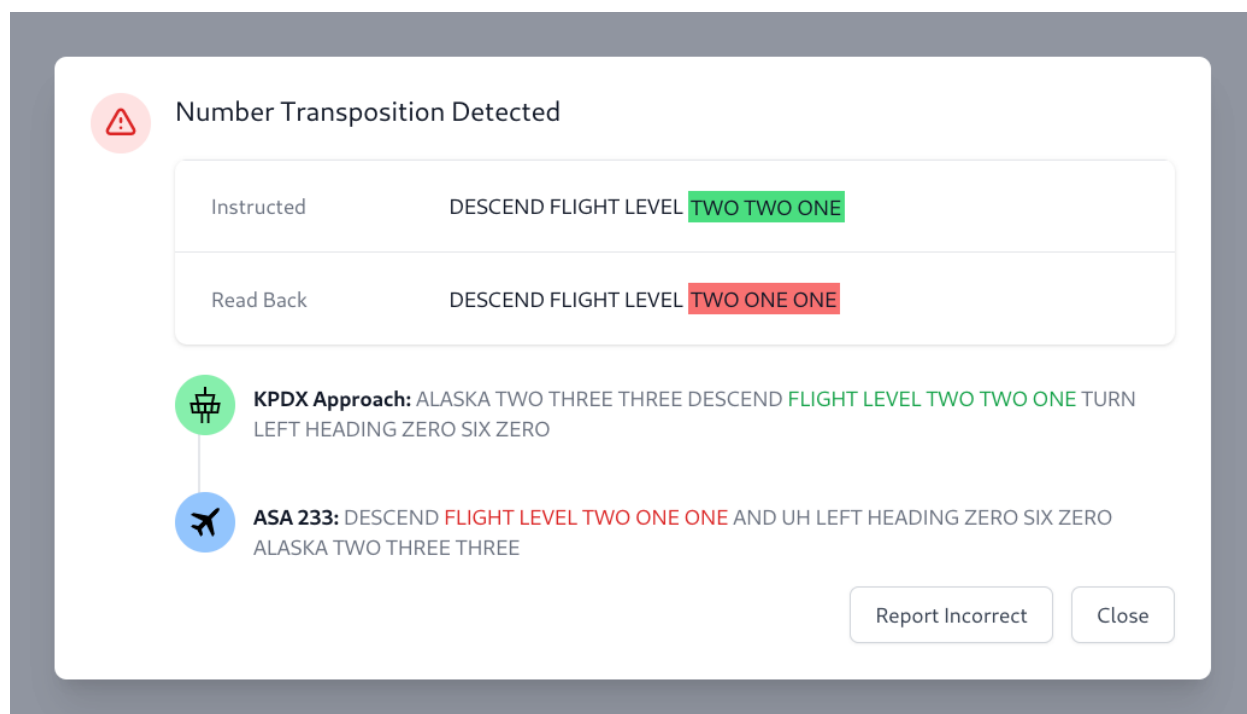 Number Transposition Detected
Instructed DESCEND FLIGHT LEVEL TWO TWO ONE
Read Back DESCEND FLIGHT LEVEL TWO ONE ONE
KPDX Approach: ALASKA TWO THREE THREE DESCEND FLIGHT LEVEL TWO TWO ONE TURN
LEFT HEADING ZERO SIX ZERO
ASA 233: DESCEND FLIGHT LEVEL TWO ONE ONE AND UH LEFT HEADING ZERO SIX ZERO
ALASKA TWO THREE THREE
Report Incorrect Close